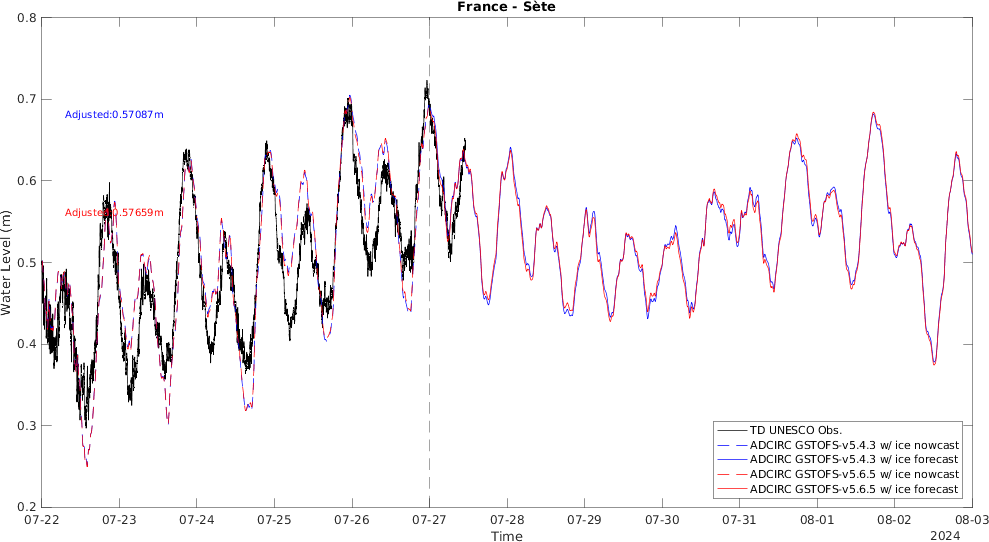 France - Sète
Water Level (m)
0.8
0.7
0.6
0.5
0.4
0.3
0.2
Adjusted:0.57087m
Adjusted:0.57659m
TD UNESCO Obs.
ADCIRC GSTOFS-v5.4.3 w/ ice nowcast
ADCIRC GSTOFS-v5.4.3 w/ ice forecast
ADCIRC GSTOFS-v5.6.5 w/ ice nowcast
ADCIRC GSTOFS-v5.6.5 w/ ice forecast
07-22 07-23 07-24 07-25 07-26 07-27 07-28 07-29 07-30 07-31 08-01 08-02 08-03
Time
2024